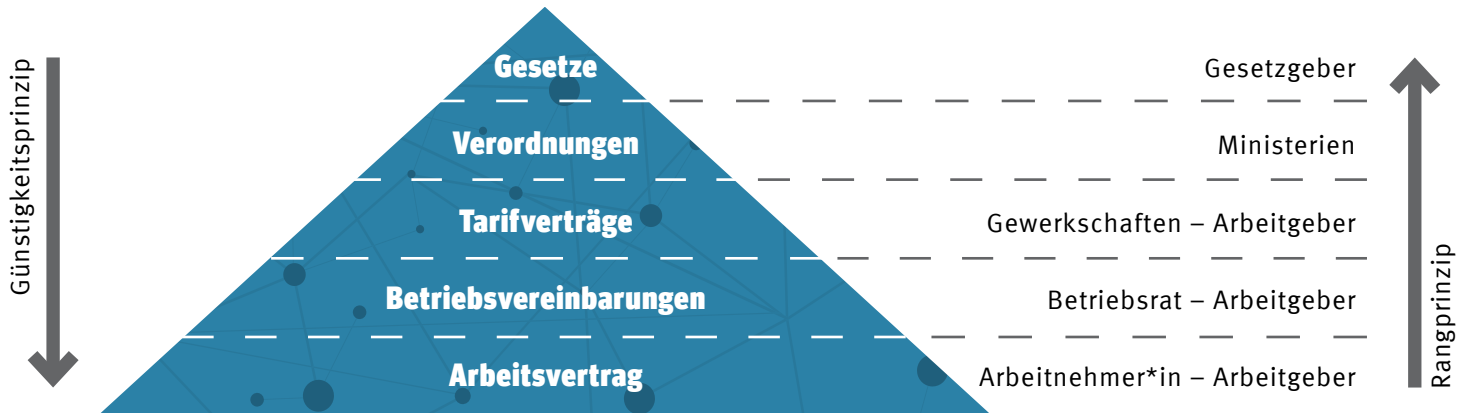 Günstigkeitsprinzip
Gesetze
Gesetzgeber
Verordnungen
Ministerien
Tarifverträge
Gewerkschaften – Arbeitgeber
Betriebsvereinbarungen
Betriebsrat – Arbeitgeber
Arbeitsvertrag
Arbeitnehmer*in – Arbeitgeber
Rangprinzip